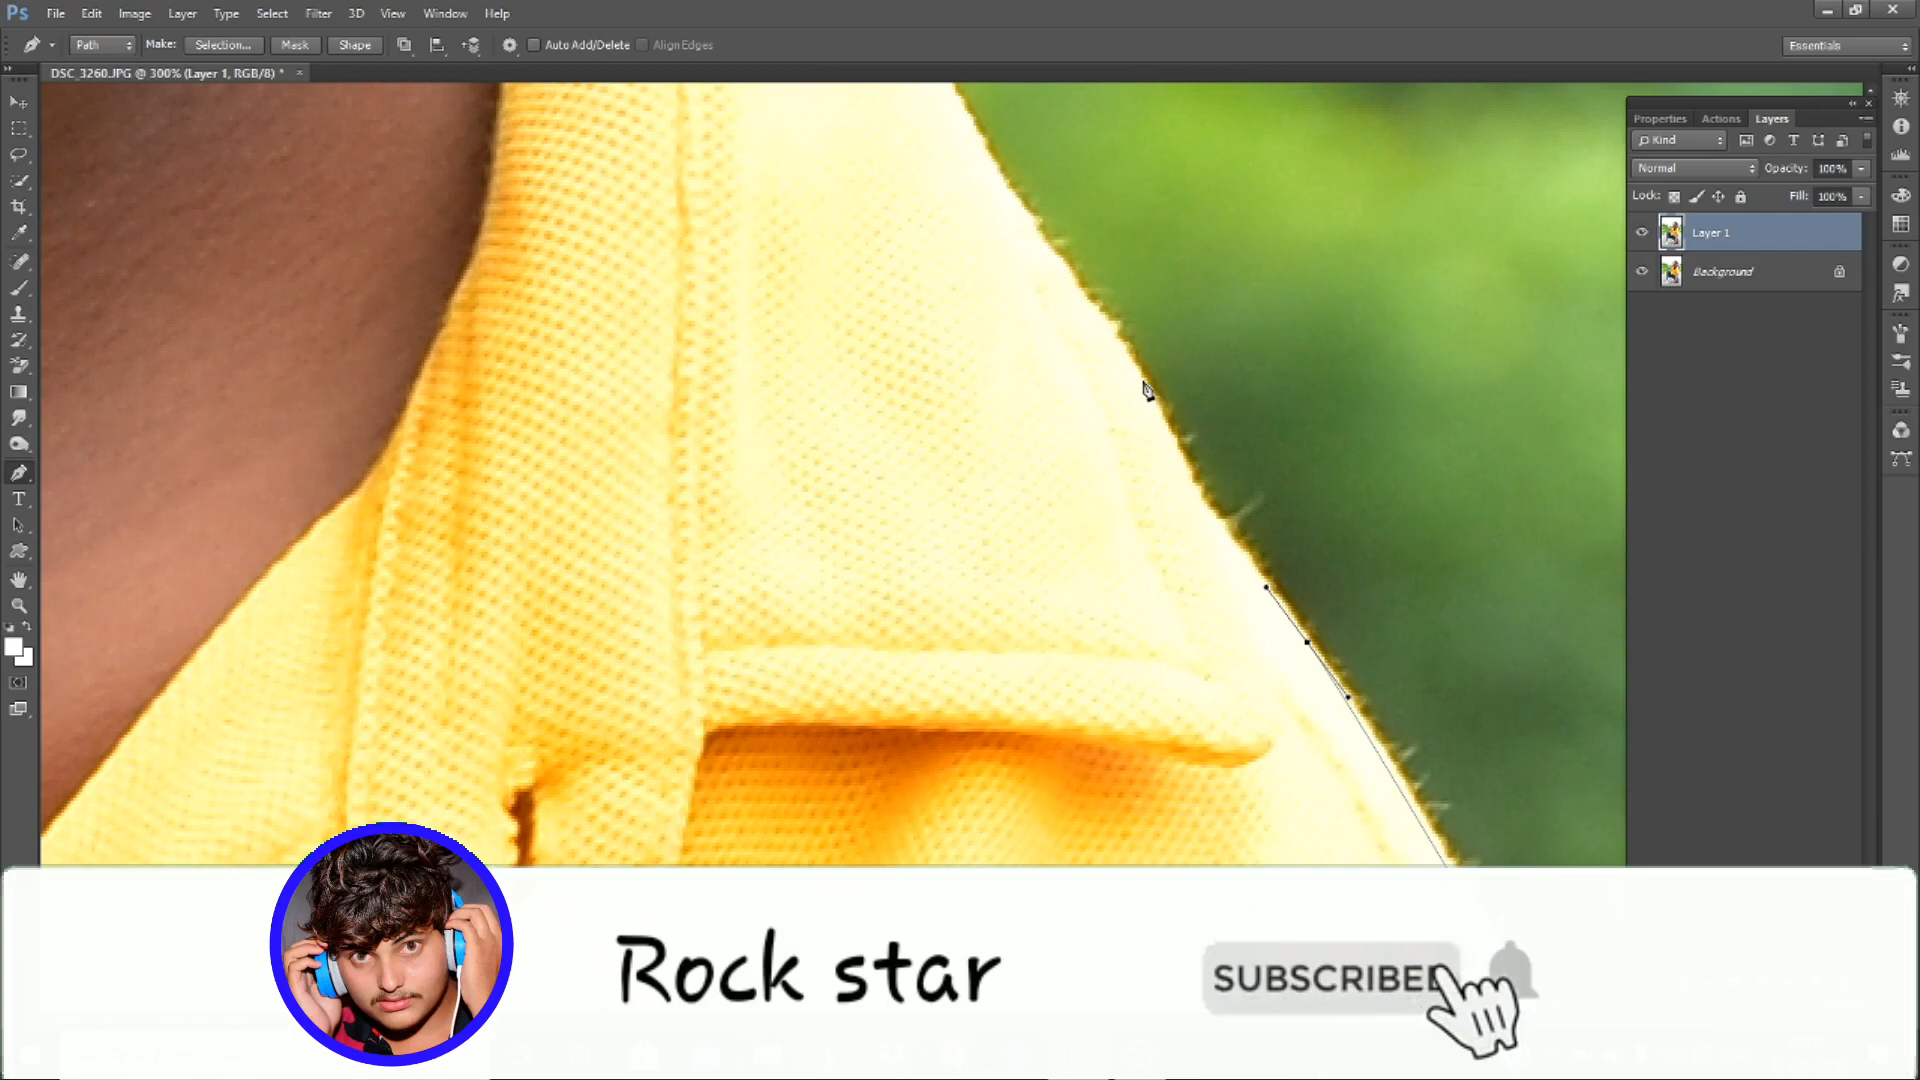 Ps File Edit Image Layer Type Select Filter 3D View Window Help
Path Make: Selection... Mask Shape Auto Add/Delete Align Edges Essentials
DSC_3260.JPG @ 300% (Layer 1, RGB/8) * ×
Properties Actions Layers
Kind
Normal Opacity: 100%
Lock: Fill: 100%
Layer 1
Background
Rock star
SUBSCRIBED